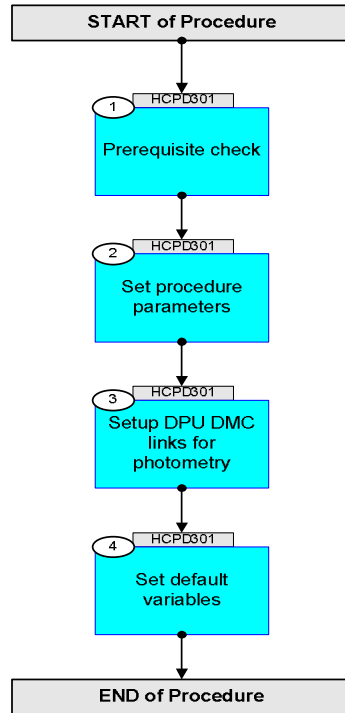 START of Procedure
HCPD301
1
Prerequisite check
HCPD301
2
Set procedure
parameters
HCPD301
3
Setup DPU DMC
links for
photometry
HCPD301
4
Set default
variables
END of Procedure